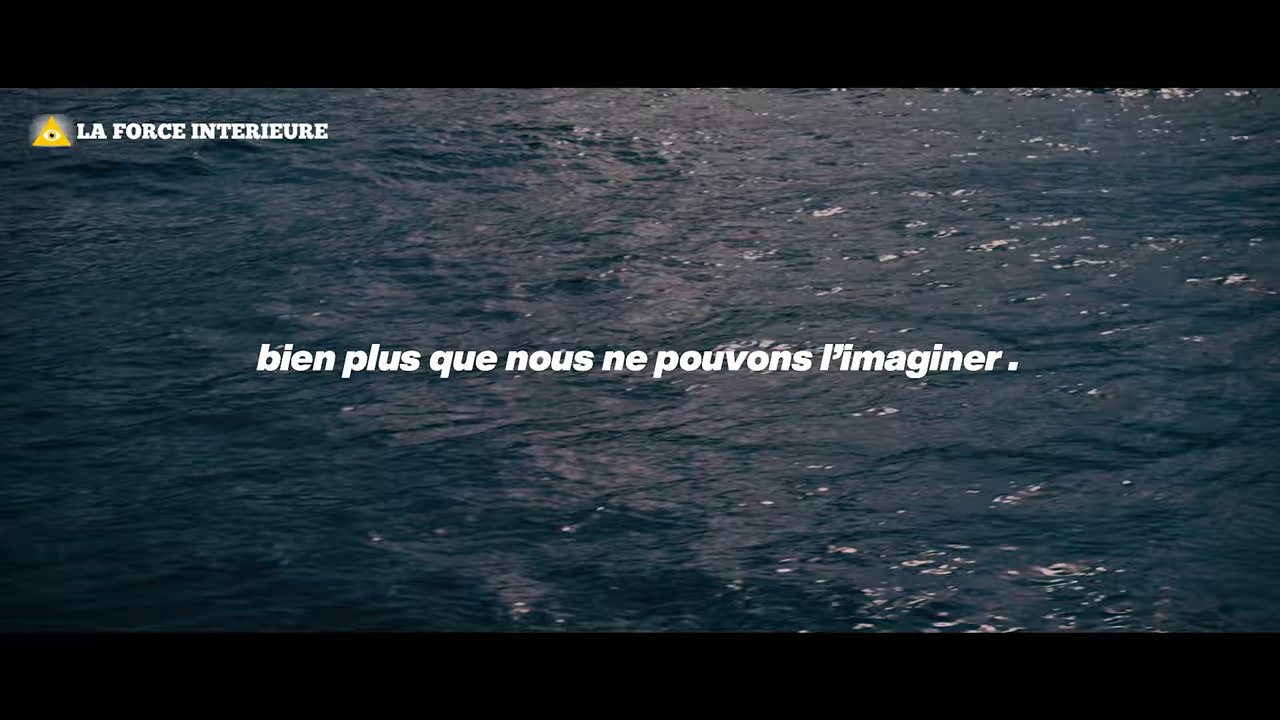 LA FORCE INTERIEURE
bien plus que nous ne pouvons l’imaginer .